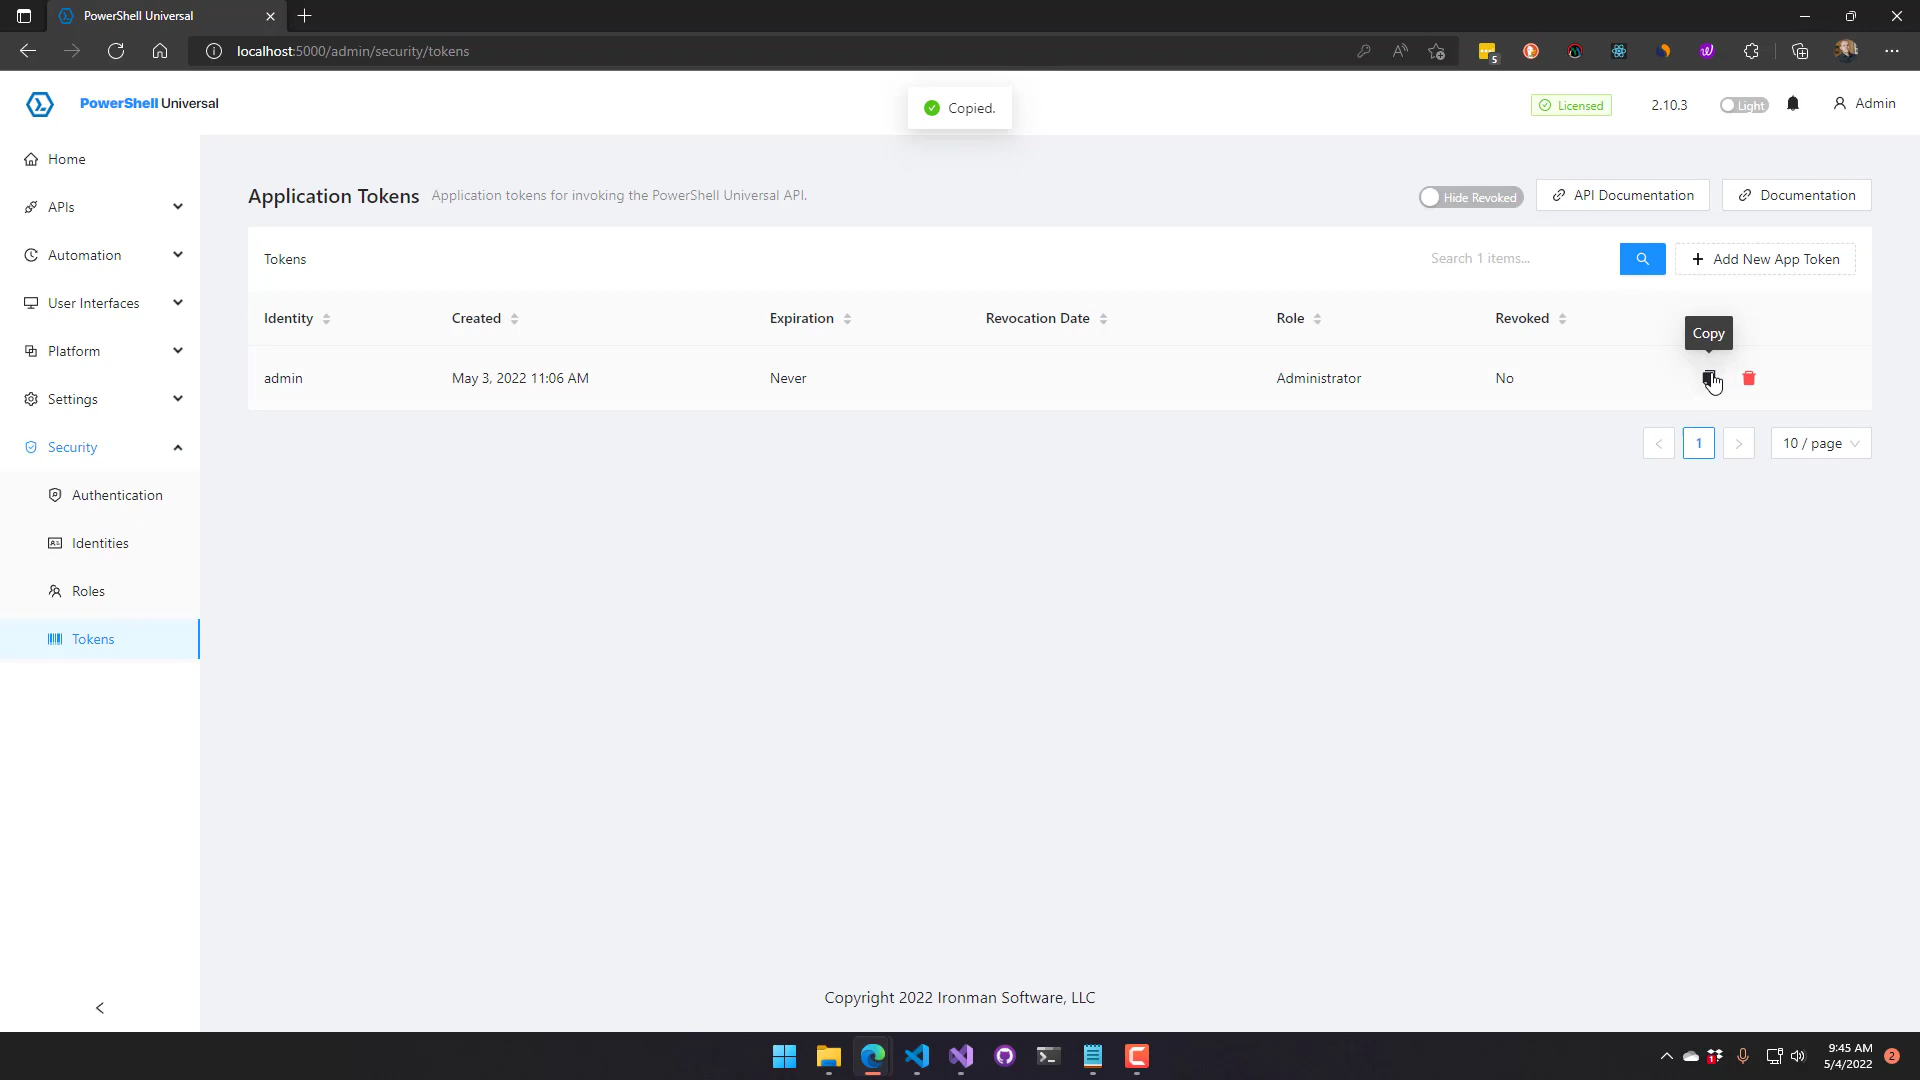 PowerShell Universal
localhost:5000/admin/security/tokens
5
PowerShell Universal
Copied.
Licensed
2.10.3
Light
Admin
Home
APIs
Automation
User Interfaces
Platform
Settings
Security
Authentication
Identities
Roles
Tokens
Application Tokens Application tokens for invoking the PowerShell Universal API.
Hide Revoked
API Documentation
Documentation
Tokens
Search 1 items...
Add New App Token
Identity Created Expiration Revocation Date Role Revoked
Copy
admin May 3, 2022 11:06 AM Never Administrator No
1
10 / page
Copyright 2022 Ironman Software, LLC
9:45 AM
5/4/2022
2